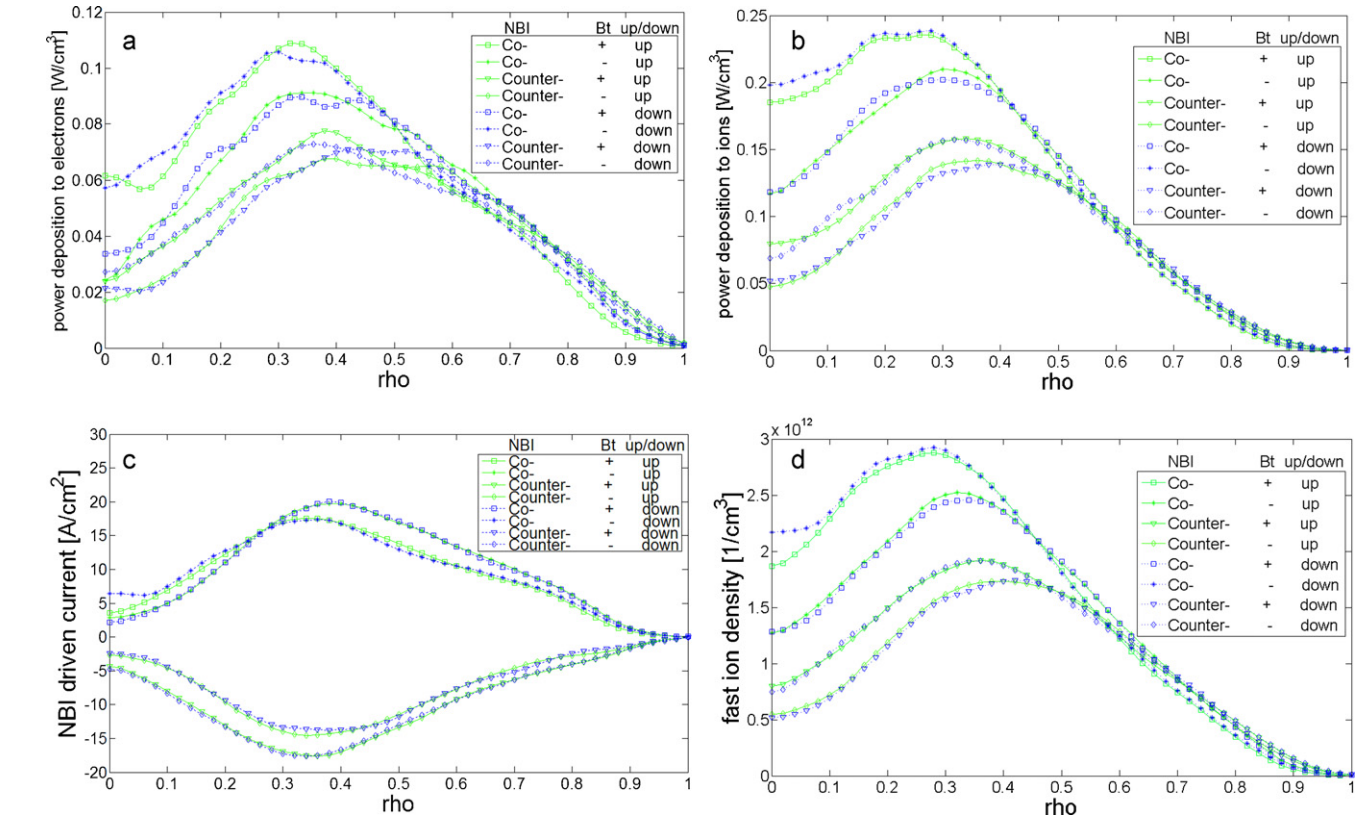 a
NBI Bt up/down
Co- + up
Co- - up
Counter- + up
Counter- - up
Co- + down
Co- - down
Counter- + down
Counter- - down
power deposition to electrons [W/cm³]
0.12
0.1
0.08
0.06
0.04
0.02
0
0 0.1 0.2 0.3 0.4 0.5 0.6 0.7 0.8 0.9 1
rho
b
NBI Bt up/down
Co- + up
Co- - up
Counter- + up
Counter- - up
Co- + down
Co- - down
Counter- + down
Counter- - down
power deposition to ions [W/cm³]
0.25
0.2
0.15
0.1
0.05
0
0 0.1 0.2 0.3 0.4 0.5 0.6 0.7 0.8 0.9 1
rho
c
NBI Bt up/down
Co- + up
Co- - up
Counter- + up
Counter- - up
Co- + down
Co- - down
Counter- + down
Counter- - down
NBI driven current [A/cm²]
30
25
20
15
10
5
0
-5
-10
-15
-20
0 0.1 0.2 0.3 0.4 0.5 0.6 0.7 0.8 0.9 1
rho
d
x 10¹²
NBI Bt up/down
Co- + up
Co- - up
Counter- + up
Counter- - up
Co- + down
Co- - down
Counter- + down
Counter- - down
fast ion density [1/cm³]
3
2.5
2
1.5
1
0.5
0
0 0.1 0.2 0.3 0.4 0.5 0.6 0.7 0.8 0.9 1
rho